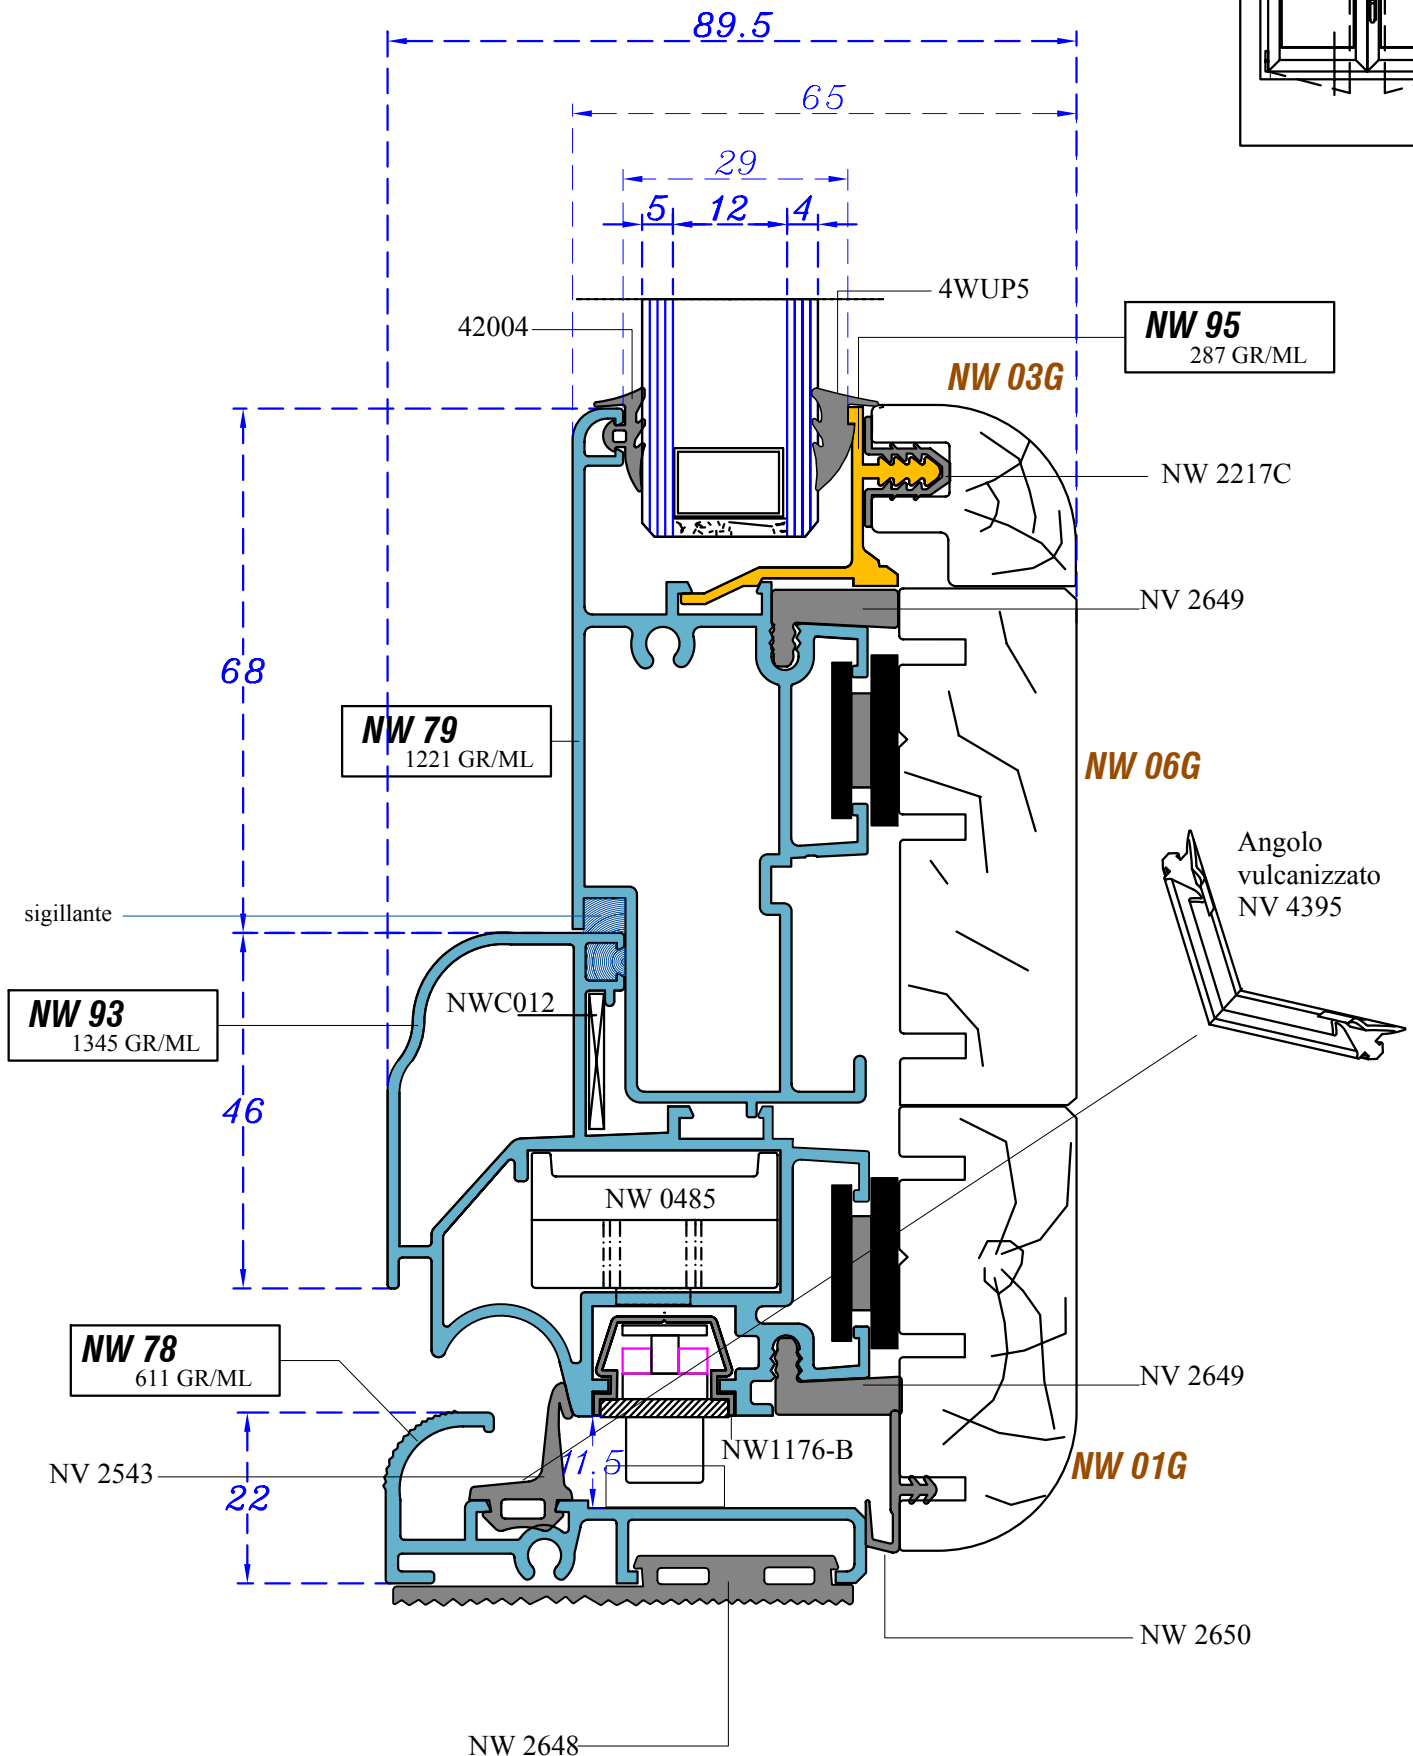 89.5
65
29
5
12
4
4WUP5
42004
NW 95
287 GR/ML
NW 03G
NW 2217C
NV 2649
68
NW 79
1221 GR/ML
NW 06G
Angolo
vulcanizzato
NV 4395
sigillante
NWC012
NW 93
1345 GR/ML
46
NW 0485
NW 78
611 GR/ML
NV 2649
NW1176-B
11.5
NW 01G
NV 2543
22
NW 2650
NW 2648